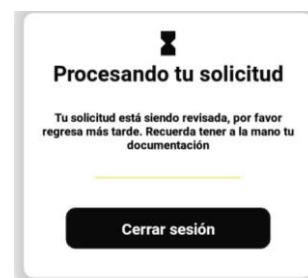 Procesando tu solicitud
Tu solicitud está siendo revisada, por favor
regresa más tarde. Recuerda tener a la mano tu
documentación
Cerrar sesión